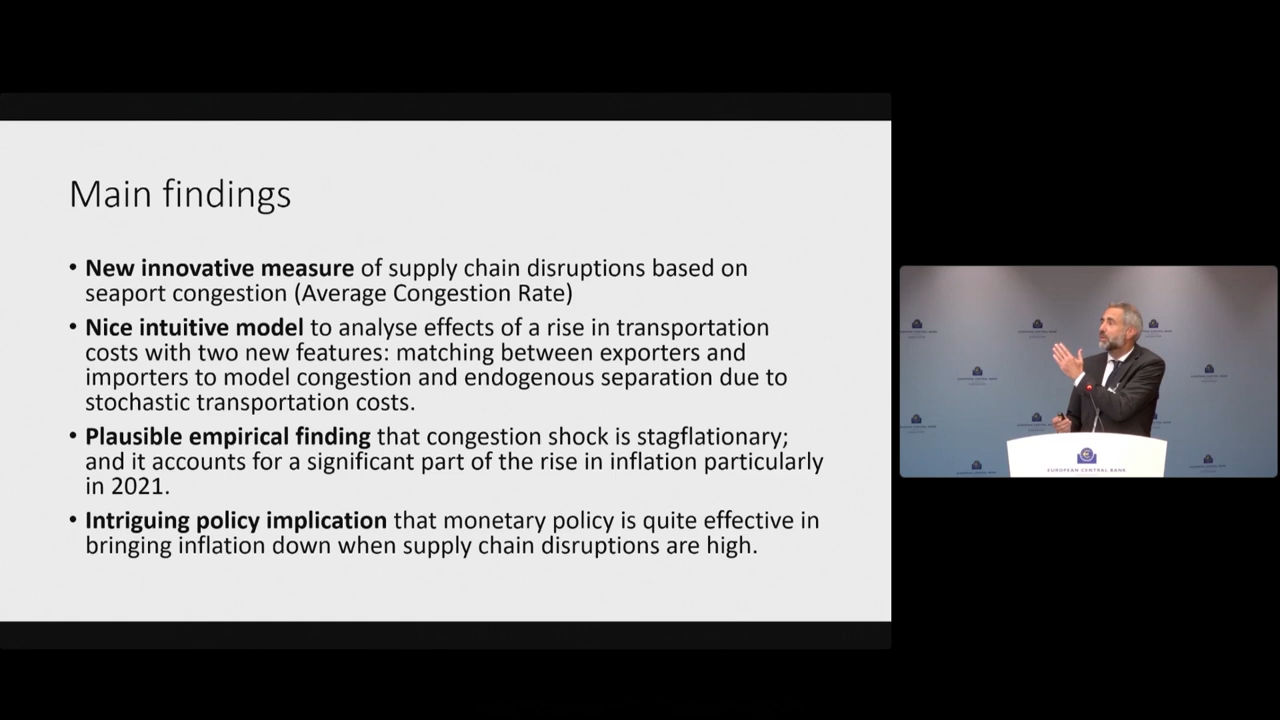 Main findings
• New innovative measure of supply chain disruptions based on
seaport congestion (Average Congestion Rate)
• Nice intuitive model to analyse effects of a rise in transportation
costs with two new features: matching between exporters and
importers to model congestion and endogenous separation due to
stochastic transportation costs.
• Plausible empirical finding that congestion shock is stagflationary;
and it accounts for a significant part of the rise in inflation particularly
in 2021.
• Intriguing policy implication that monetary policy is quite effective in
bringing inflation down when supply chain disruptions are high.
EUROPEAN CENTRAL BANK